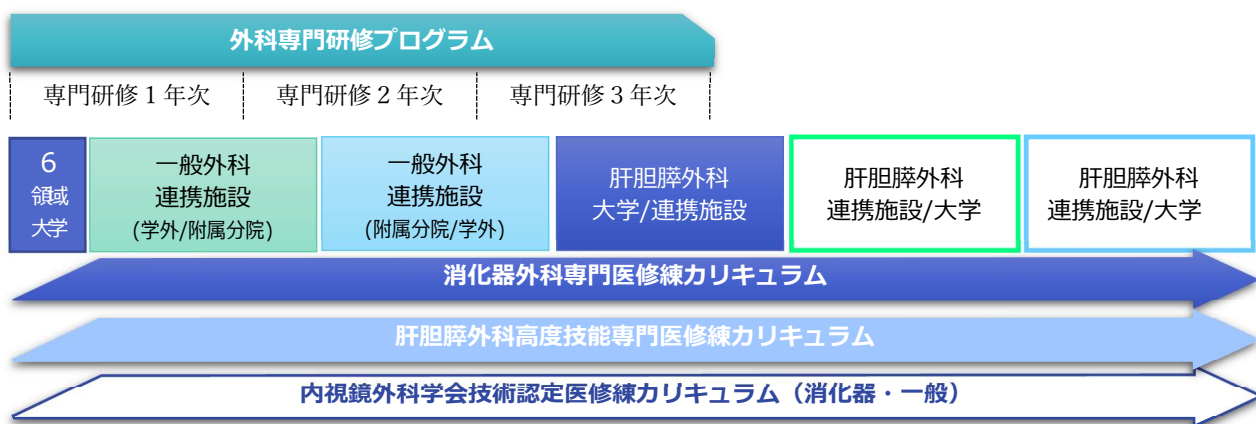 外科専門研修プログラム
専門研修1年次
専門研修2年次
専門研修3年次
6
領域
大学
一般外科
連携施設
(学外/附属分院)
一般外科
連携施設
(附属分院/学外)
肝胆膵外科
大学/連携施設
肝胆膵外科
連携施設/大学
肝胆膵外科
連携施設/大学
消化器外科専門医修練カリキュラム
肝胆膵外科高度技能専門医修練カリキュラム
内視鏡外科学会技術認定医修練カリキュラム（消化器・一般）